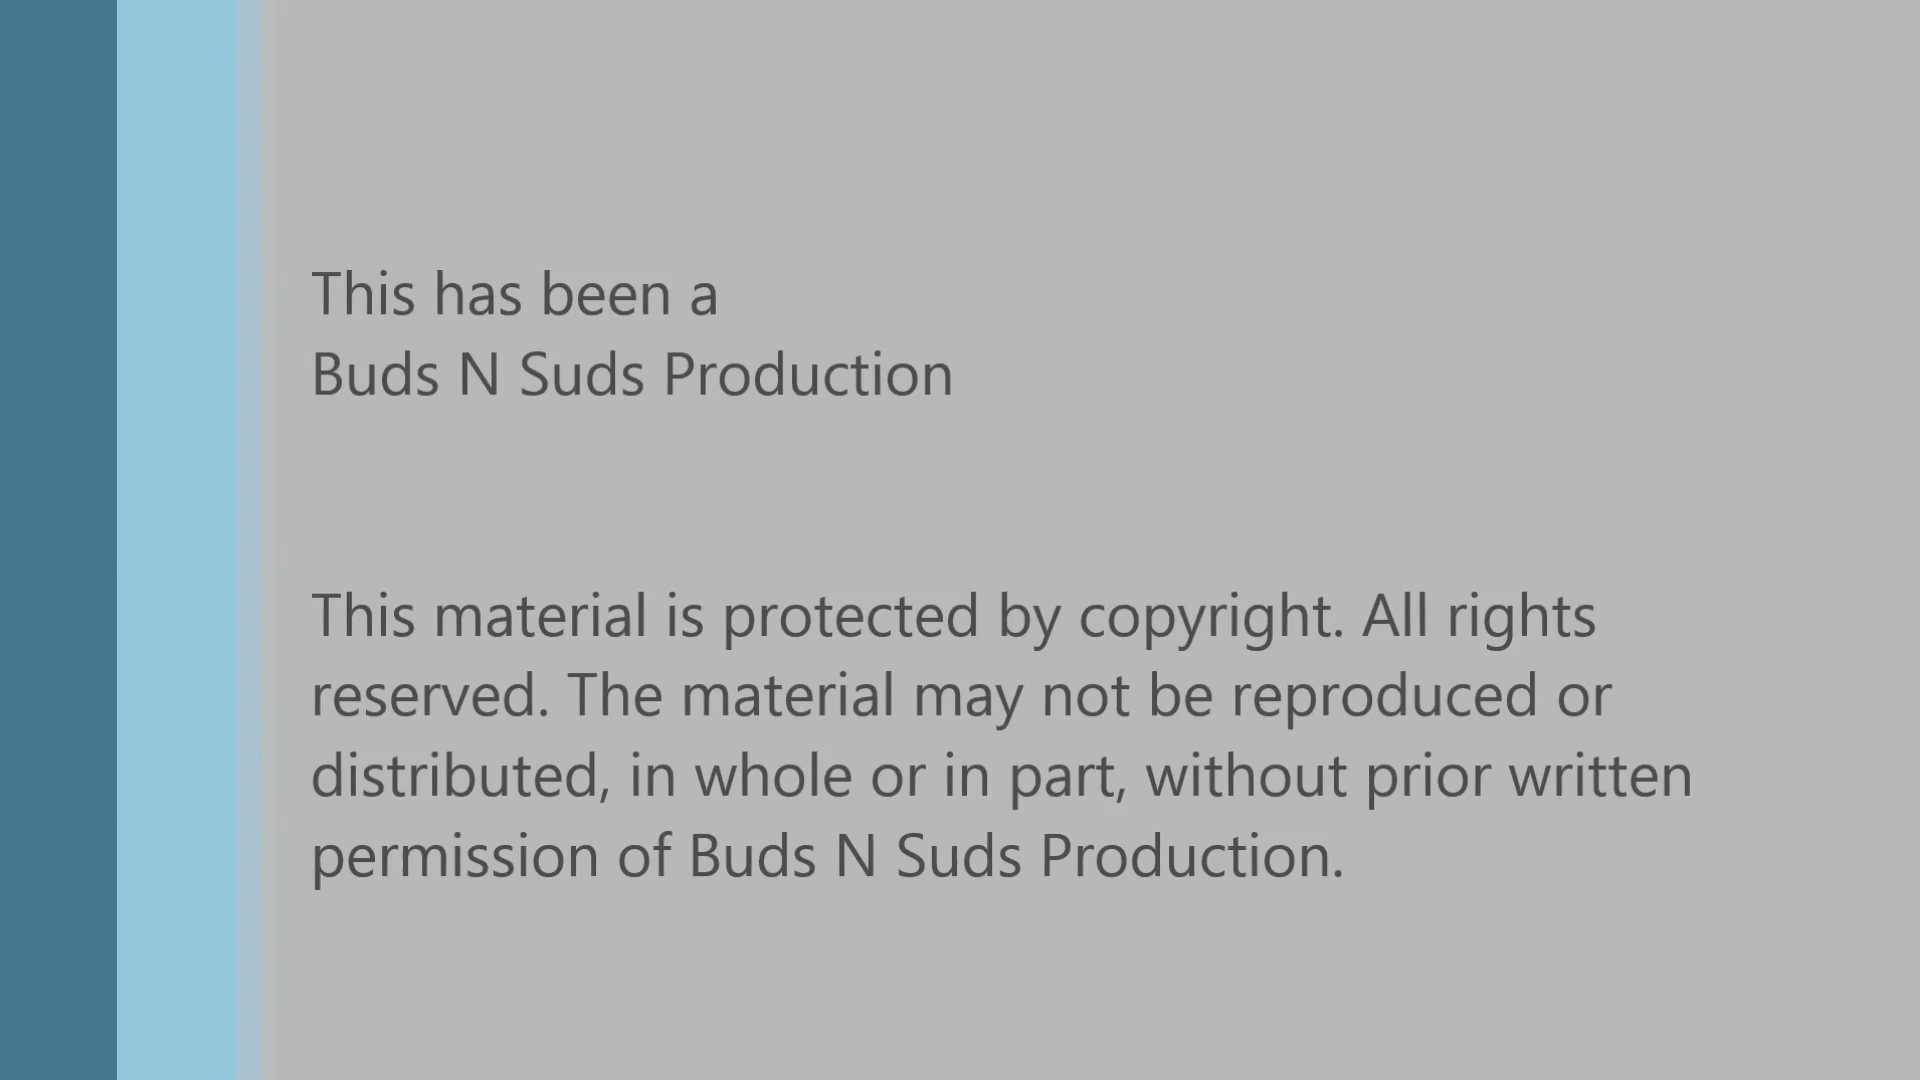 This has been a
Buds N Suds Production
This material is protected by copyright. All rights
reserved. The material may not be reproduced or
distributed, in whole or in part, without prior written
permission of Buds N Suds Production.